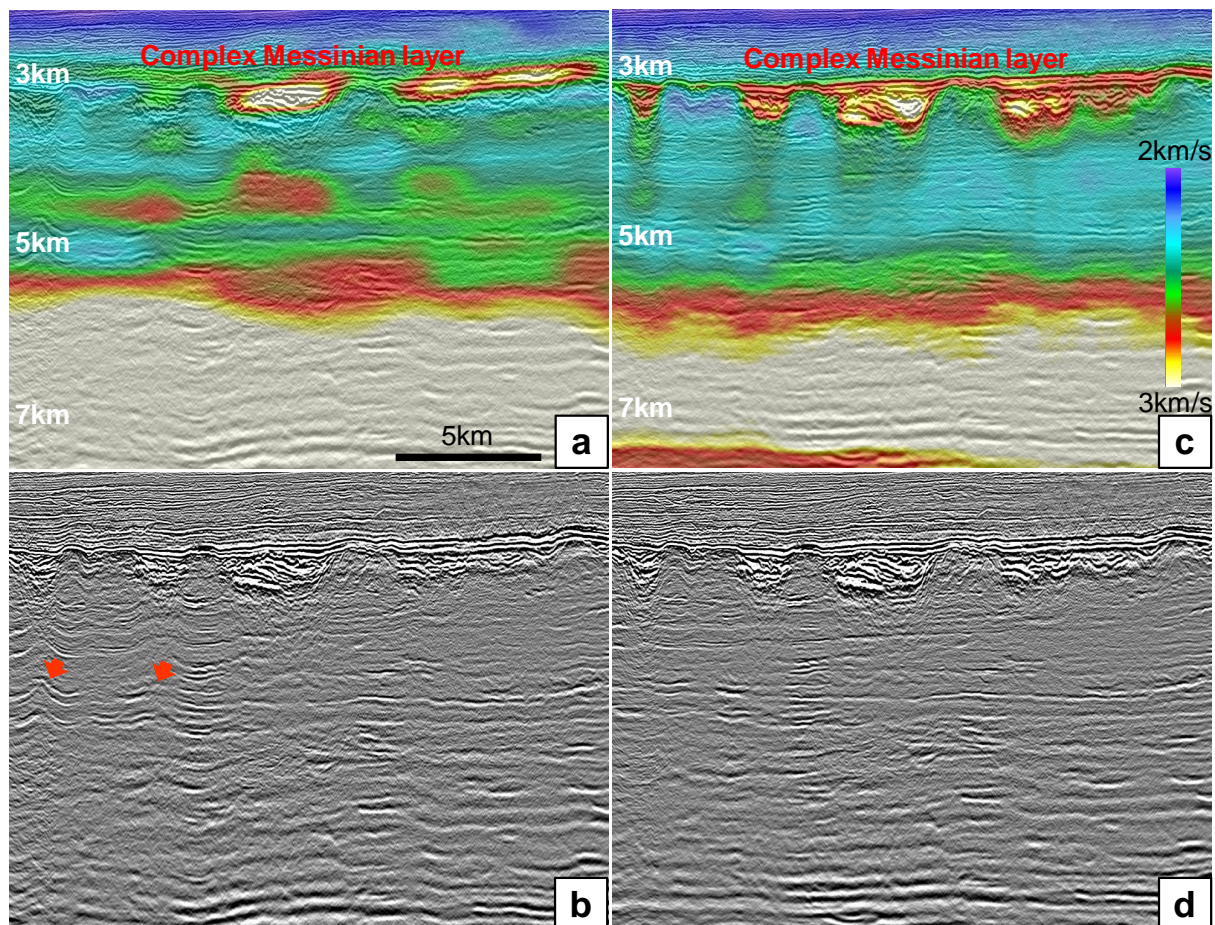 Complex Messinian layer
3km
5km
7km
5km
a
Complex Messinian layer
3km
2km/s
5km
7km
3km/s
c
b
d